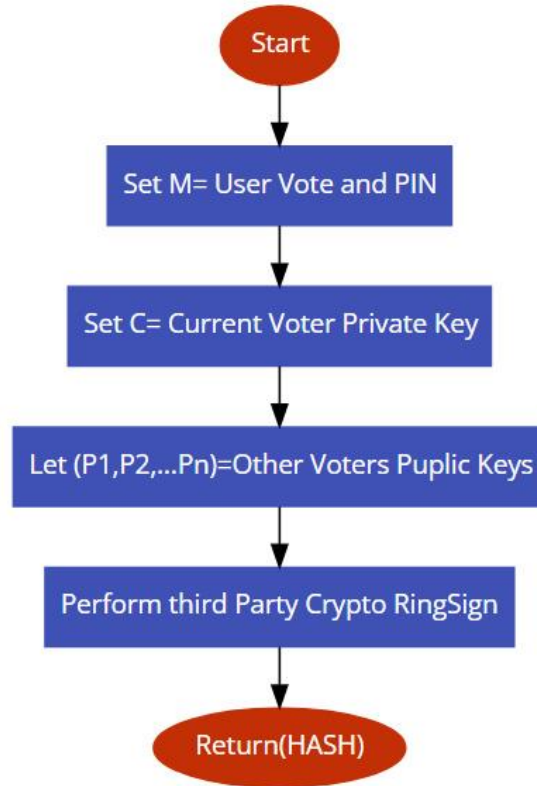 Start
Set M= User Vote and PIN
Set C= Current Voter Private Key
Let (P1,P2,...Pn)=Other Voters Puplic Keys
Perform third Party Crypto RingSign
Return(HASH)